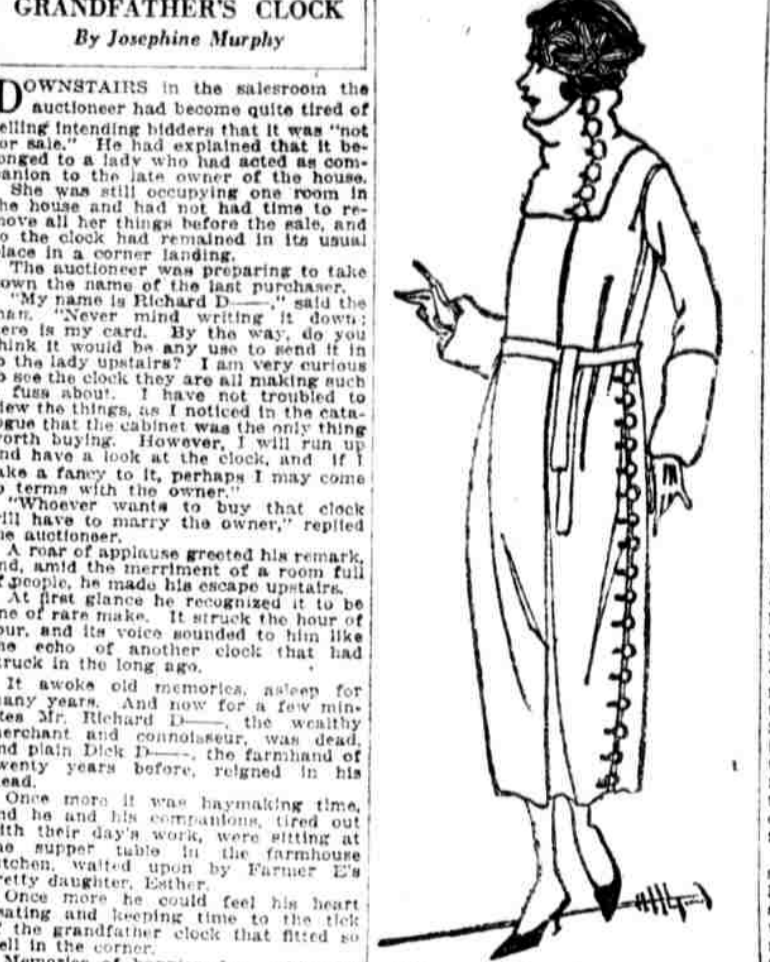 GRANDFATHER'S CLOCK
By Josephine Murphy
DOWNSTAIRS in the salesroom the
auctioneer had become quite tired of
elling intending bidders that it was "not
or sale." He had explained that it be-
onged to a lady who had acted as com-
anion to the late owner of the house.
She was still occupying one room in
he house and had not had time to re-
nove all her things before the sale, and
o the clock had remained in its usual
lace in a corner landing.
The auctioneer was preparing to take
own the name of the last purchaser.
"My name is Richard D——," said the
nan. "Never mind writing it down;
ere is my card. By the way, do you
hink it would be any use to send it in
o the lady upstairs? I am very curious
o see the clock they are all making such
fuss about. I have not troubled to
iew the things, as I noticed in the cata-
ogue that the cabinet was the only thing
vorth buying. However, I will run up
nd have a look at the clock, and if I
ake a fancy to it, perhaps I may come
o terms with the owner."
"Whoever wants to buy that clock
ill have to marry the owner," replied
he auctioneer.
A roar of applause greeted his remark,
nd, amid the merriment of a room full
f people, he made his escape upstairs.
At first glance he recognized it to be
ne of rare make. It struck the hour of
our, and its voice sounded to him like
he echo of another clock that had
truck in the long ago.
It awoke old memories, asleep for
any years. And now for a few min-
tes Mr. Richard D——, the wealthy
erchant and connoisseur, was dead,
nd plain Dick D——, the farmhand of
wenty years before, reigned in his
ead.
Once more it was haymaking time,
nd he and his companions, tired out
ith their day's work, were sitting at
he supper table in the farmhouse
itchen, waited upon by Farmer E's
retty daughter, Esther.
Once more he could feel his heart
eating and keeping time to the tick
f the grandfather clock that fitted so
ell in the corner.
Memories of